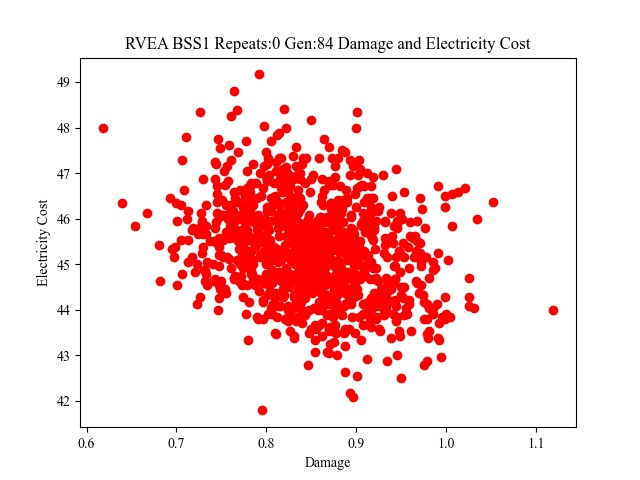 RVEA BSS1 Repeats:0 Gen:84 Damage and Electricity Cost
49
48
47
46
45
44
43
42
Electricity Cost
0.6 0.7 0.8 0.9 1.0 1.1
Damage